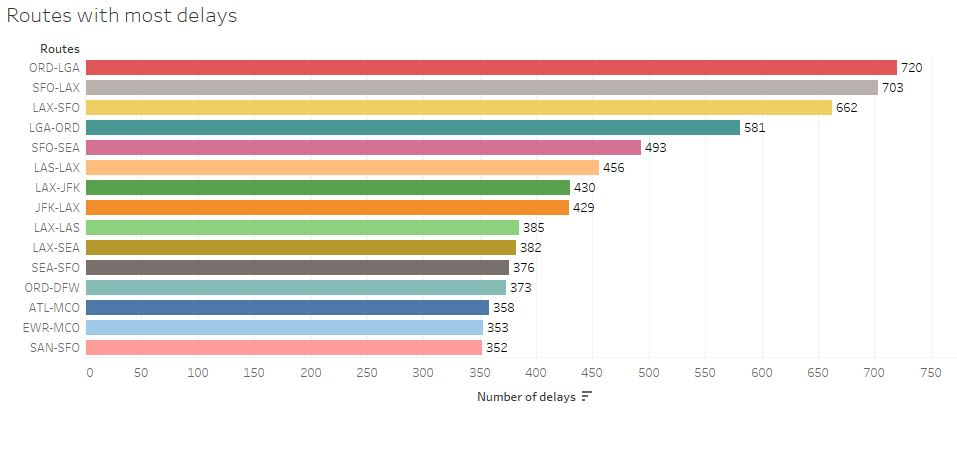 Routes with most delays
Routes
ORD-LGA 720
SFO-LAX 703
LAX-SFO 662
LGA-ORD 581
SFO-SEA 493
LAS-LAX 456
LAX-JFK 430
JFK-LAX 429
LAX-LAS 385
LAX-SEA 382
SEA-SFO 376
ORD-DFW 373
ATL-MCO 358
EWR-MCO 353
SAN-SFO 352
0 50 100 150 200 250 300 350 400 450 500 550 600 650 700 750
Number of delays